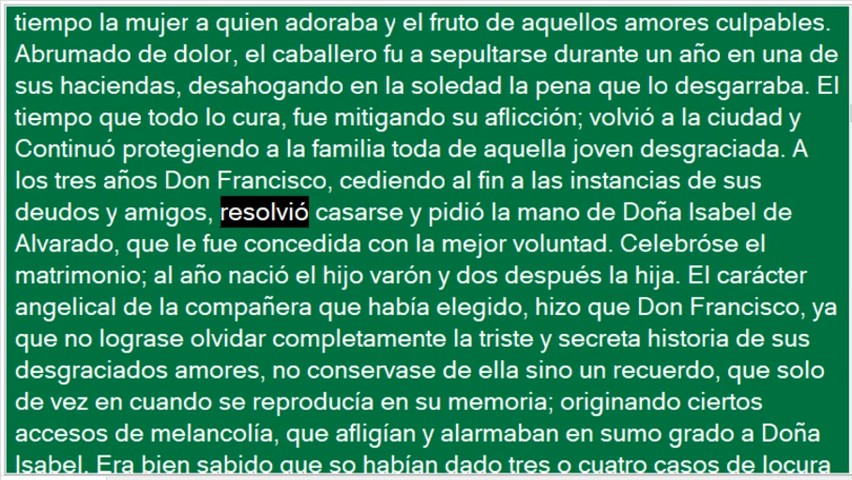 tiempo la mujer a quien adoraba y el fruto de aquellos amores culpables.
Abrumado de dolor, el caballero fu a sepultarse durante un año en una de
sus haciendas, desahogando en la soledad la pena que lo desgarraba. El
tiempo que todo lo cura, fue mitigando su aflicción; volvió a la ciudad y
Continuó protegiendo a la familia toda de aquella joven desgraciada. A
los tres años Don Francisco, cediendo al fin a las instancias de sus
deudos y amigos, resolvió casarse y pidió la mano de Doña Isabel de
Alvarado, que le fue concedida con la mejor voluntad. Celebróse el
matrimonio; al año nació el hijo varón y dos después la hija. El carácter
angelical de la compañera que había elegido, hizo que Don Francisco, ya
que no lograse olvidar completamente la triste y secreta historia de sus
desgraciados amores, no conservase de ella sino un recuerdo, que solo
de vez en cuando se reproducía en su memoria; originando ciertos
accesos de melancolía, que afligían y alarmaban en sumo grado a Doña
Isabel. Era bien sabido que so habían dado tres o cuatro casos de locura